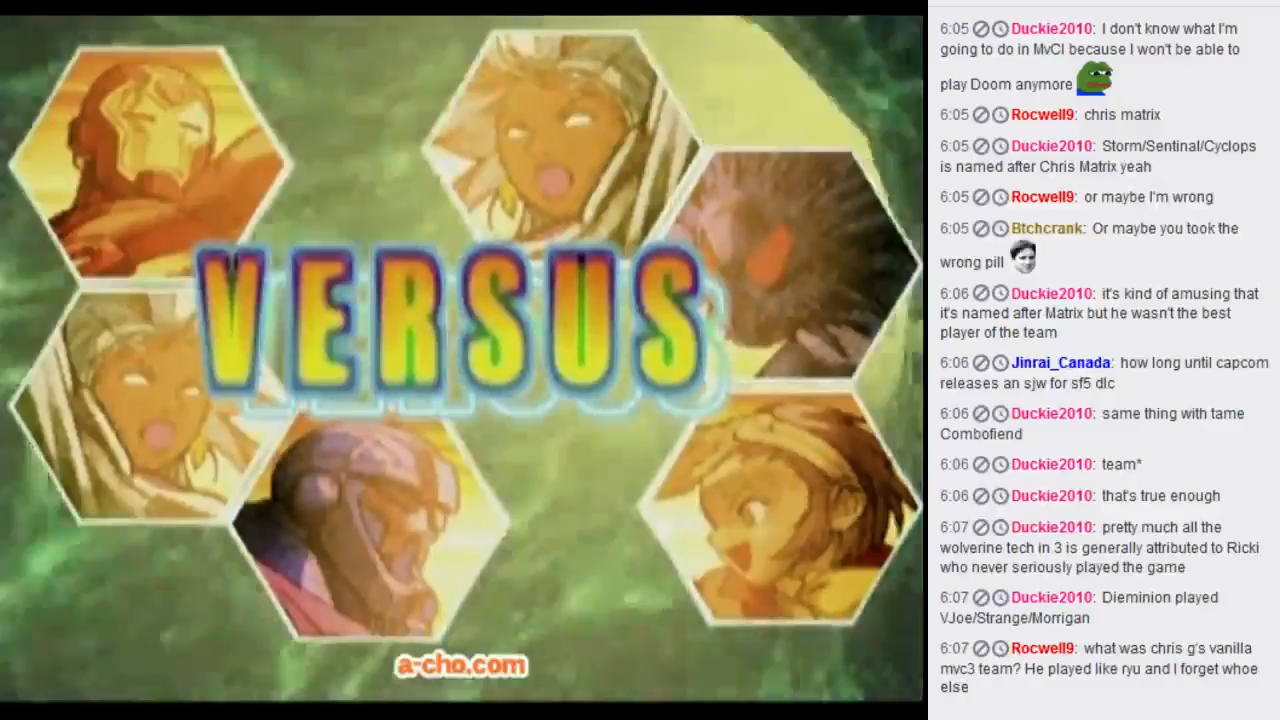 VERSUS
a-cho.com
6:05 Duckie2010: I don't know what I'm
going to do in MvCI because I won't be able to
play Doom anymore
6:05 Rocwell9: chris matrix
6:05 Duckie2010: Storm/Sentinal/Cyclops
is named after Chris Matrix yeah
6:05 Rocwell9: or maybe I'm wrong
6:05 Btchcrank: Or maybe you took the
wrong pill
6:06 Duckie2010: it's kind of amusing that
it's named after Matrix but he wasn't the best
player of the team
6:06 Jinrai_Canada: how long until capcom
releases an sjw for sf5 dlc
6:06 Duckie2010: same thing with tame
Combofiend
6:06 Duckie2010: team*
6:06 Duckie2010: that's true enough
6:07 Duckie2010: pretty much all the
wolverine tech in 3 is generally attributed to Ricki
who never seriously played the game
6:07 Duckie2010: Dieminion played
VJoe/Strange/Morrigan
6:07 Rocwell9: what was chris g's vanilla
mvc3 team? He played like ryu and I forget whoe
else